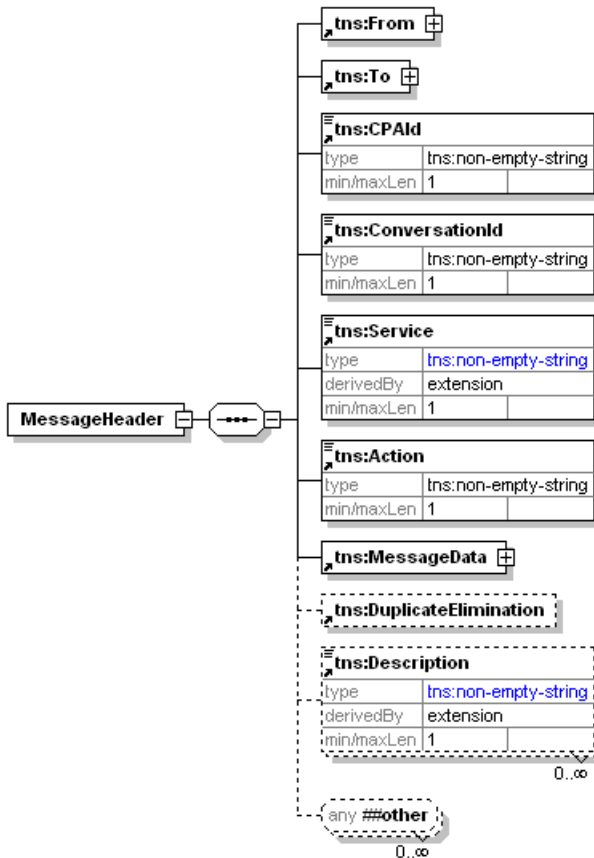 tns:From
tns:To
tns:CPAId
type tns:non-empty-string
min/maxLen 1
tns:ConversationId
type tns:non-empty-string
min/maxLen 1
tns:Service
type tns:non-empty-string
derivedBy extension
min/maxLen 1
MessageHeader
tns:Action
type tns:non-empty-string
min/maxLen 1
tns:MessageData
tns:DuplicateElimination
tns:Description
type tns:non-empty-string
derivedBy extension
min/maxLen 1
0..∞
any ##other
0..∞